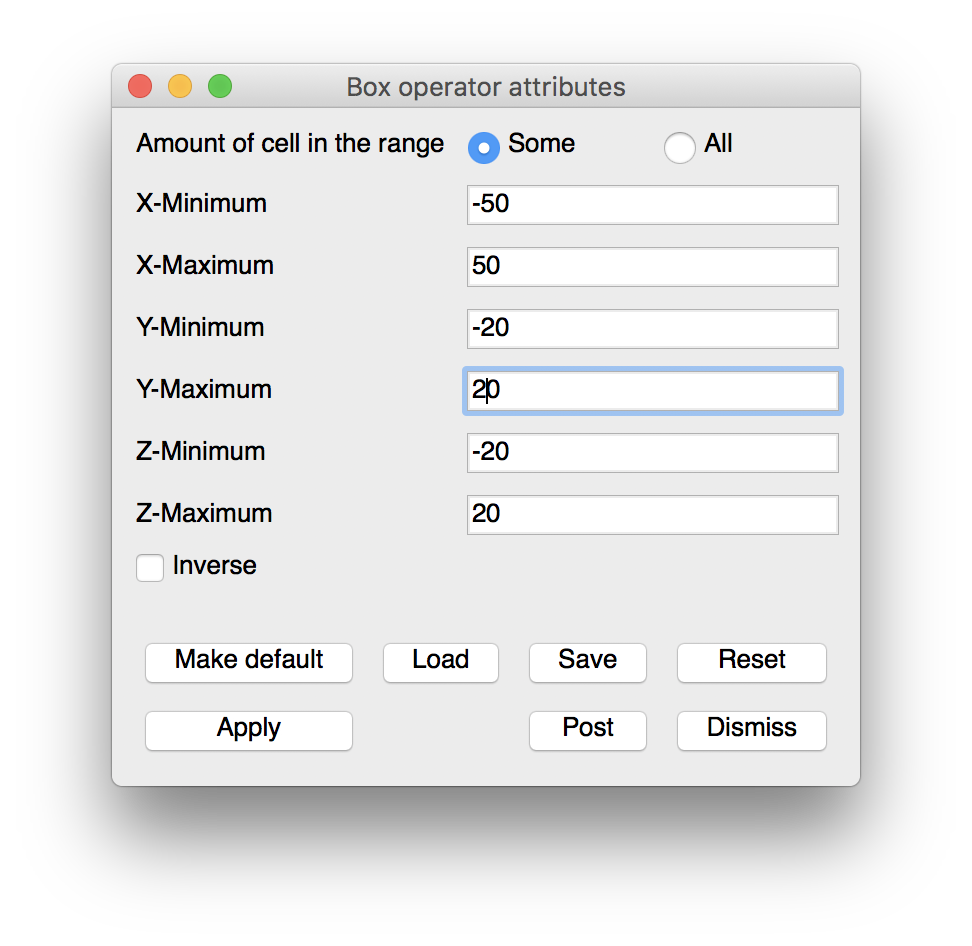 Box operator attributes
Amount of cell in the range Some All
X-Minimum -50
X-Maximum 50
Y-Minimum -20
Y-Maximum 20
Z-Minimum -20
Z-Maximum 20
Inverse
Make default Load Save Reset
Apply Post Dismiss